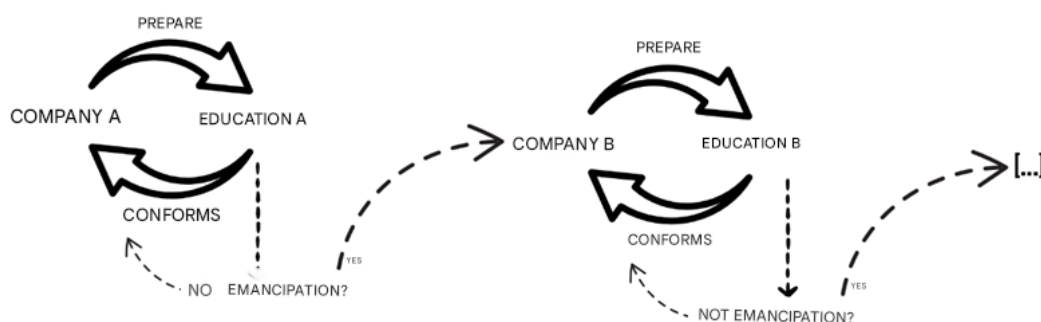 PREPARE
COMPANY A
EDUCATION A
CONFORMS
NO EMANCIPATION?
YES
PREPARE
COMPANY B
EDUCATION B
CONFORMS
NOT EMANCIPATION?
YES
[...]